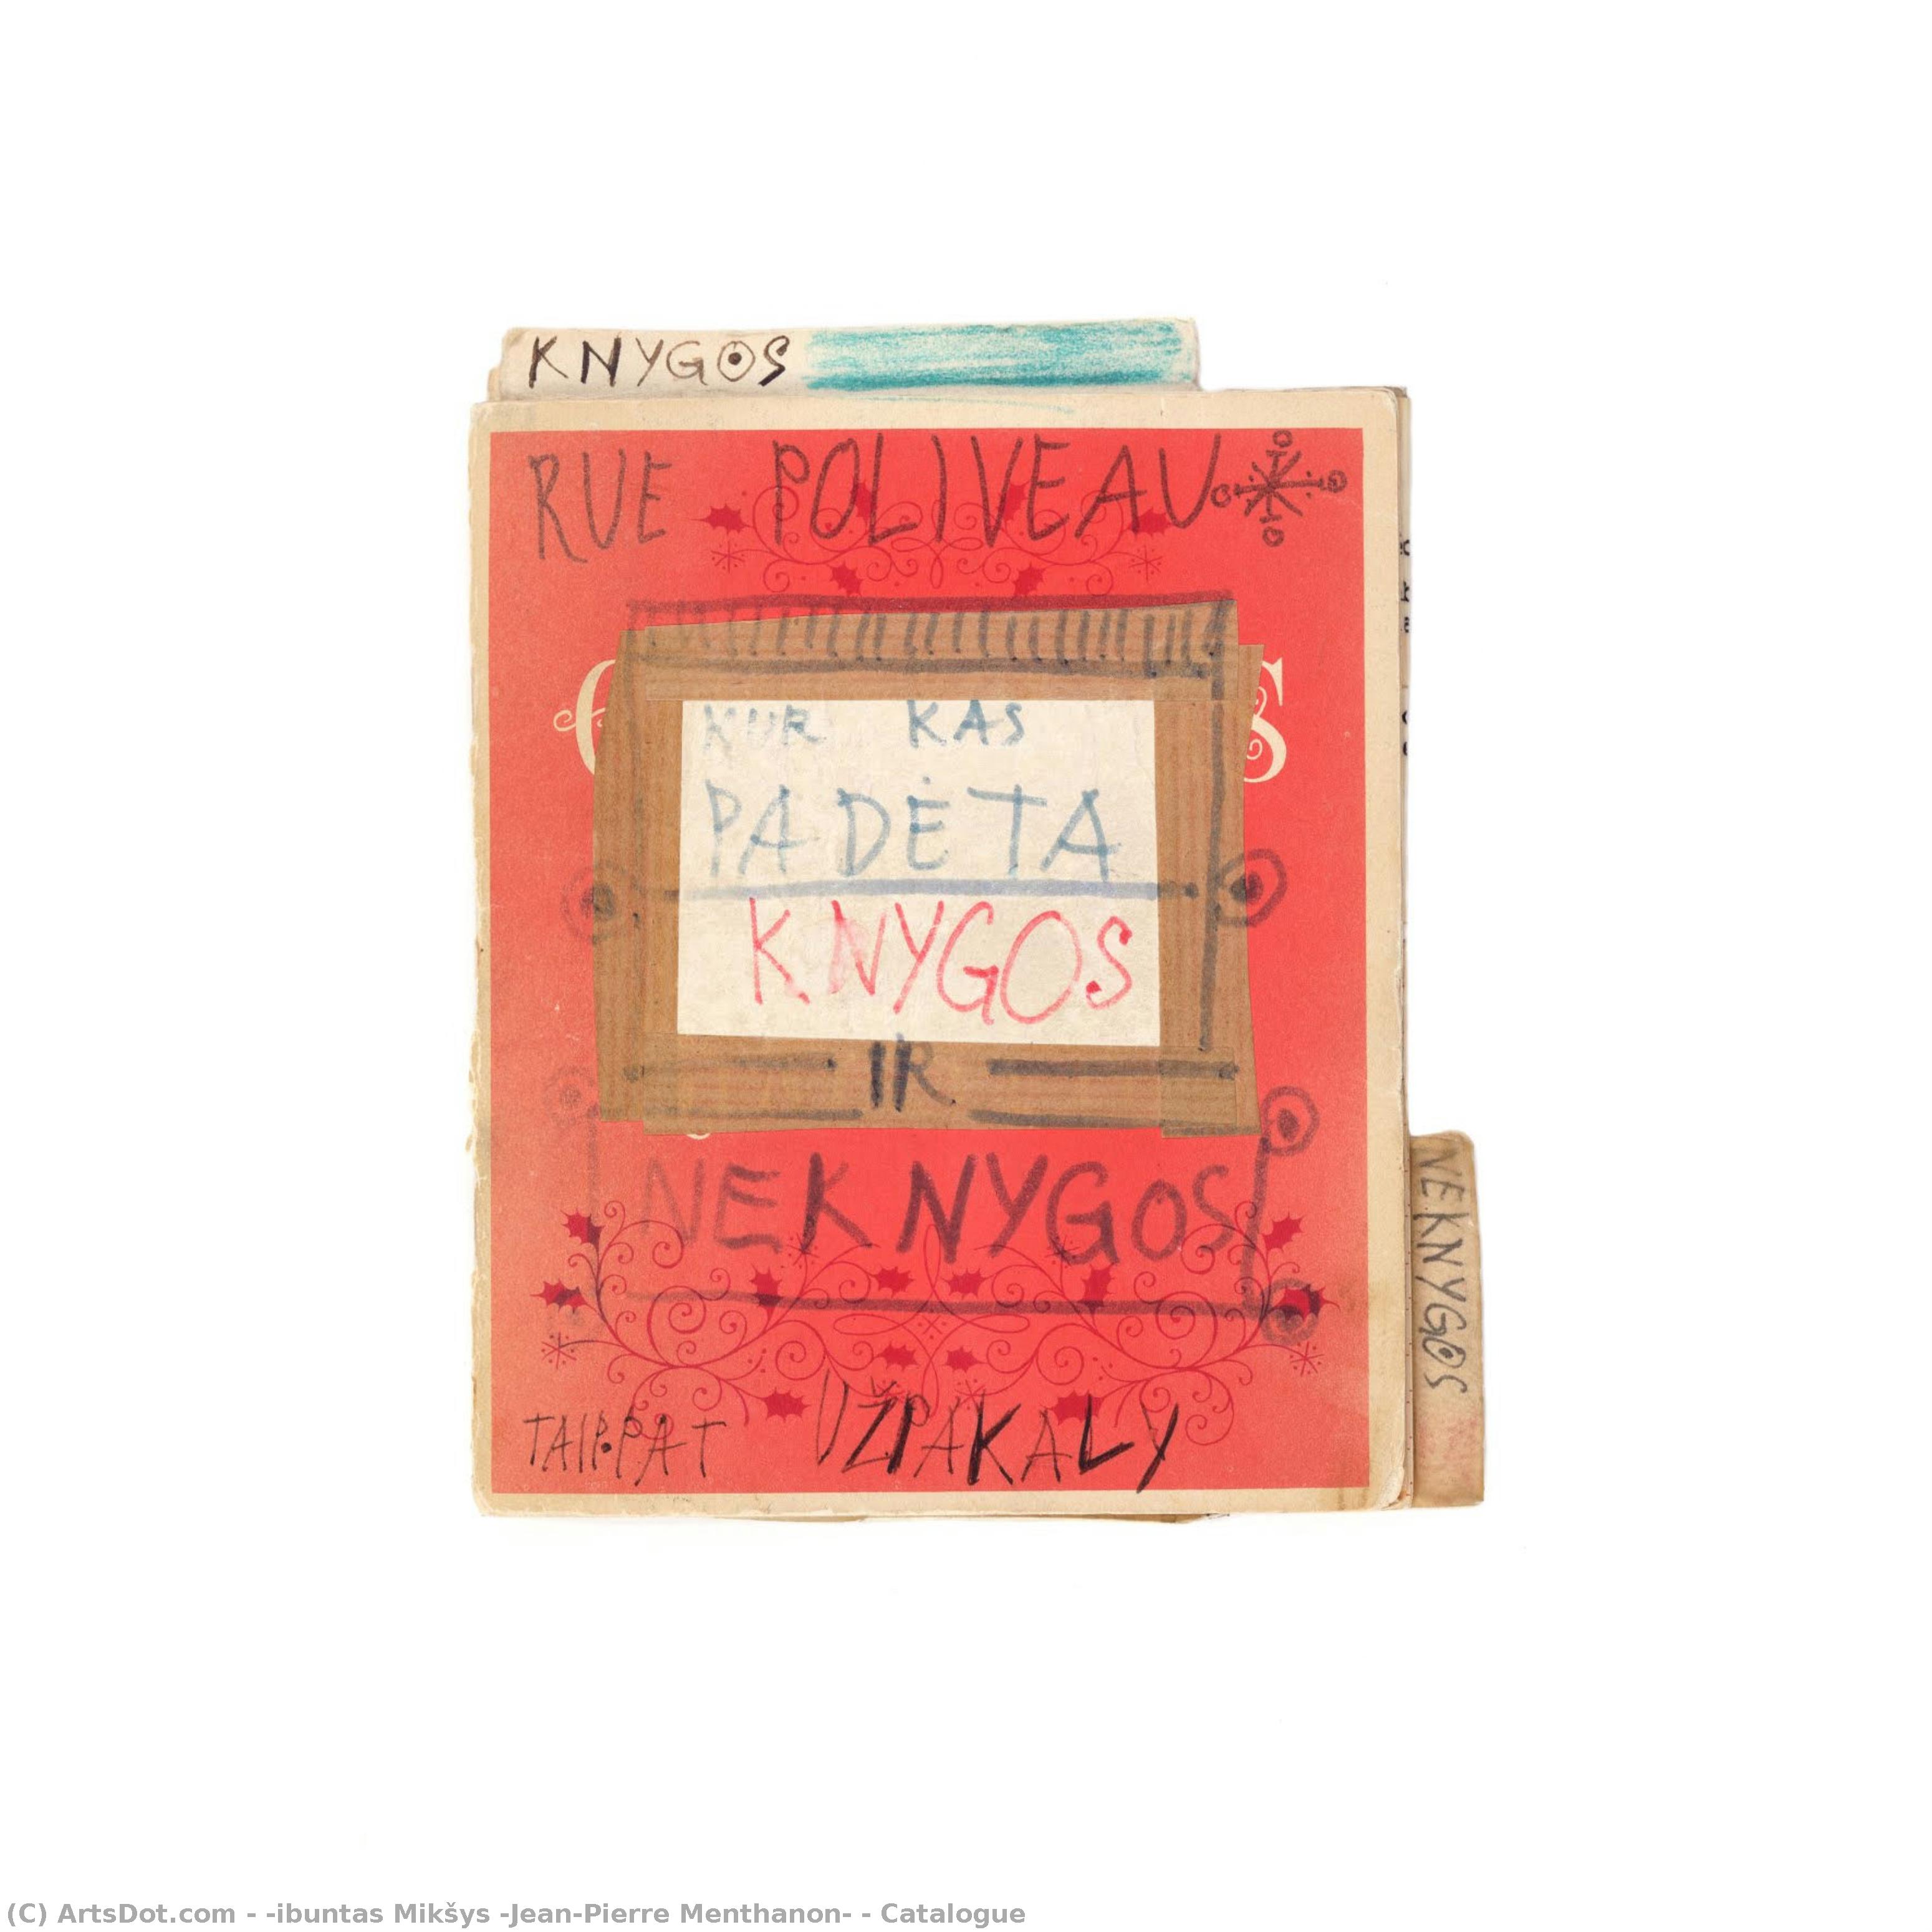 KNYGOS
RUE POLIVEAU
KUR KAS
PADĖTA
KNYGOS
IR
NEKNYGOS
NEKNYGOS
UŽPAKALY
(C) ArtsDot.com - -ibuntas Mikšys -Jean-Pierre Menthanon- - Catalogue